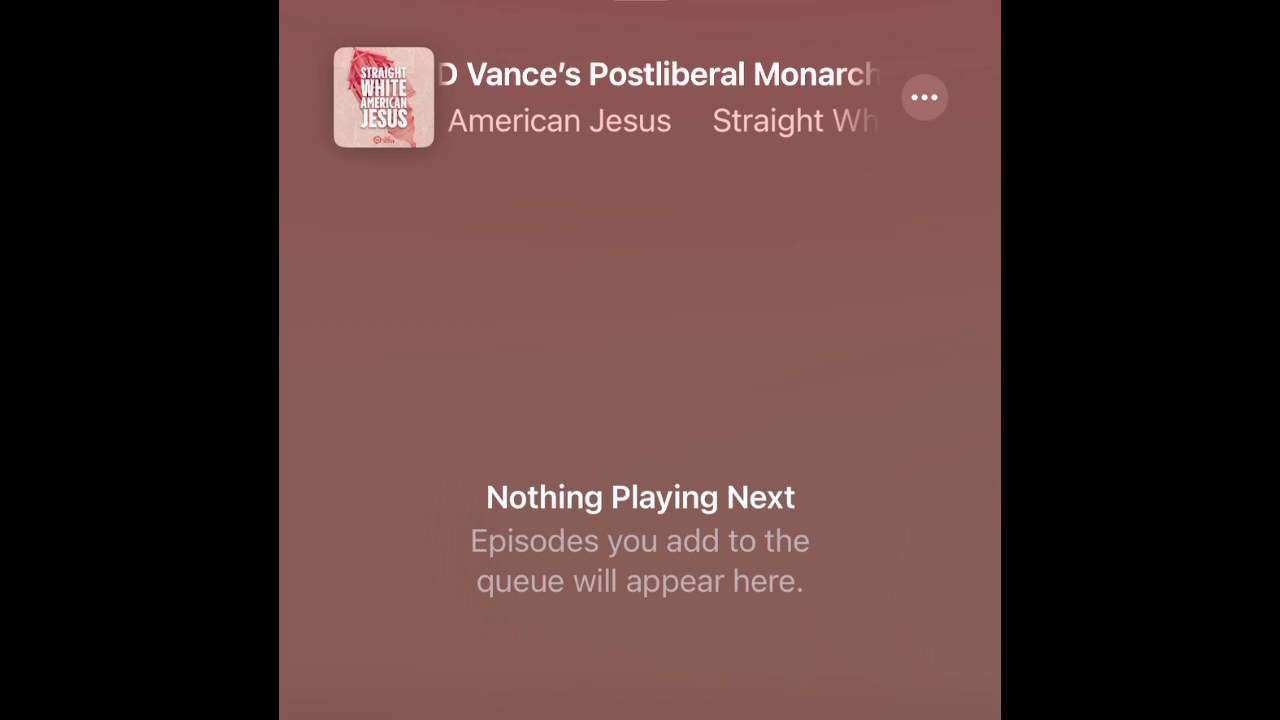 STRAIGHT
WHITE
AMERICAN
JESUS
D Vance’s Postliberal Monarch
American Jesus Straight Wh
Nothing Playing Next
Episodes you add to the
queue will appear here.